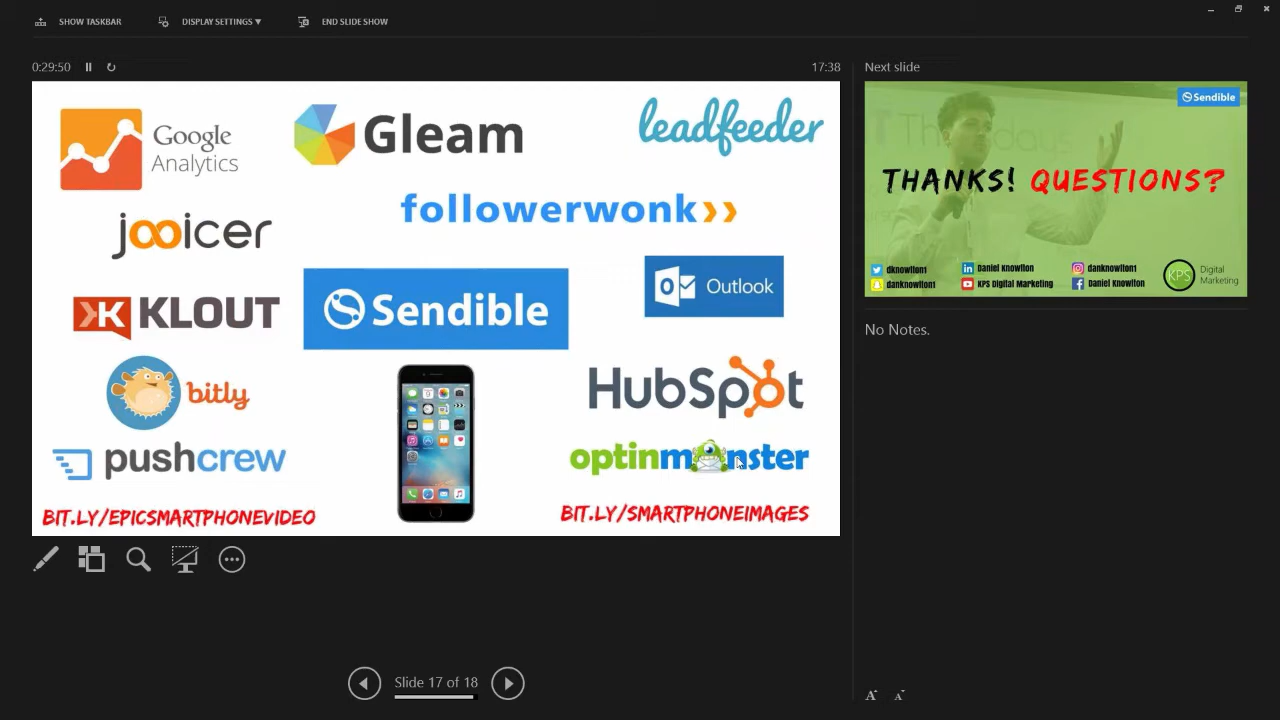 SHOW TASKBAR
DISPLAY SETTINGS ▼
END SLIDE SHOW
0:29:50
17:38
Next slide
Google
Analytics
Gleam
leadfeeder
followerwonk
jooicer
Outlook
KLOUT
Sendible
bitly
HubSpot
pushcrew
optinmonster
BIT.LY/EPICSMARTPHONEVIDEO
BIT.LY/SMARTPHONEIMAGES
Slide 17 of 18
Sendible
THANKS! QUESTIONS?
dknowlton1
Daniel Knowlton
danknowlton1
danknowlton1
KPS Digital Marketing
Daniel Knowlton
KPS
Digital
Marketing
No Notes.
A
A